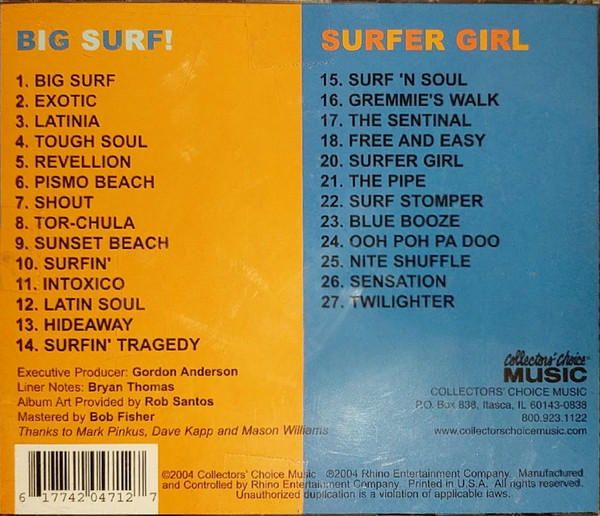 BIG SURF!
1. BIG SURF
2. EXOTIC
3. LATINIA
4. TOUGH SOUL
5. REVELLION
6. PISMO BEACH
7. SHOUT
8. TOR-CHULA
9. SUNSET BEACH
10. SURFIN'
11. INTOXICO
12. LATIN SOUL
13. HIDEAWAY
14. SURFIN' TRAGEDY
Executive Producer: Gordon Anderson
Liner Notes: Bryan Thomas
Album Art Provided by Rob Santos
Mastered by Bob Fisher
Thanks to Mark Pinkus, Dave Kapp and Mason Williams
SURFER GIRL
15. SURF 'N SOUL
16. GREMMIE'S WALK
17. THE SENTINAL
18. FREE AND EASY
20. SURFER GIRL
21. THE PIPE
22. SURF STOMPER
23. BLUE BOOZE
24. OOH POH PA DOO
25. NITE SHUFFLE
26. SENSATION
27. TWILIGHTER
Collectors' Choice
MUSIC
COLLECTORS' CHOICE MUSIC
P.O. Box 838, Itasca, IL 60143-0838
800.923.1122
www.collectorschoicemusic.com
6 17742 04712 7
©2004 Collectors' Choice Music ℗2004 Rhino Entertainment Company. Manufactured
and Controlled by Rhino Entertainment Company. Printed in U.S.A. All rights reserved.
Unauthorized duplication is a violation of applicable laws.